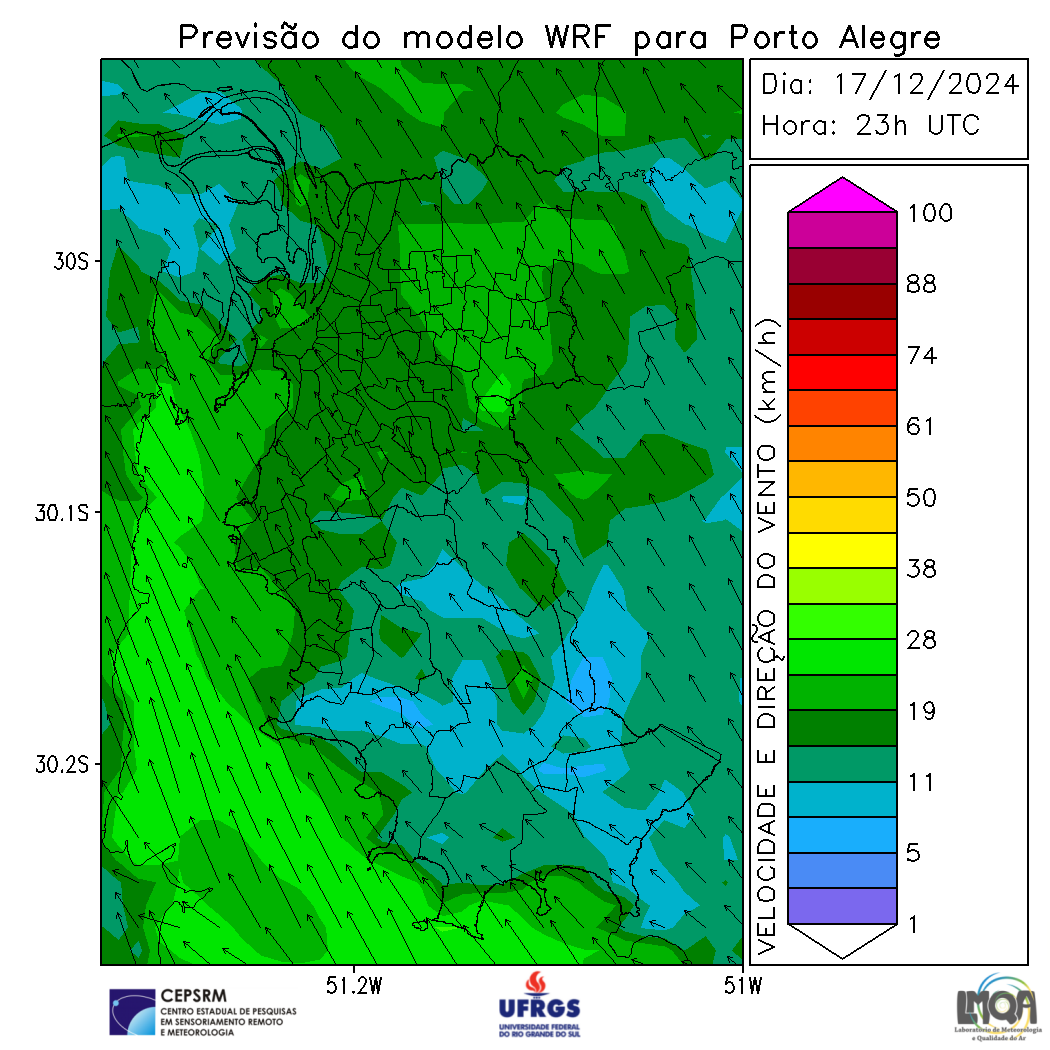 Previsão do modelo WRF para Porto Alegre
Dia: 17/12/2024
Hora: 23h UTC
30S
30.1S
30.2S
51.2W
51W
VELOCIDADE E DIREÇÃO DO VENTO (km/h)
100
88
74
61
50
38
28
19
11
5
1
CEPSRM
CENTRO ESTADUAL DE PESQUISAS
EM SENSORIAMENTO REMOTO
E METEOROLOGIA
UFRGS
UNIVERSIDADE FEDERAL
DO RIO GRANDE DO SUL
LMQA
Laboratório de Meteorologia
e Qualidade do Ar